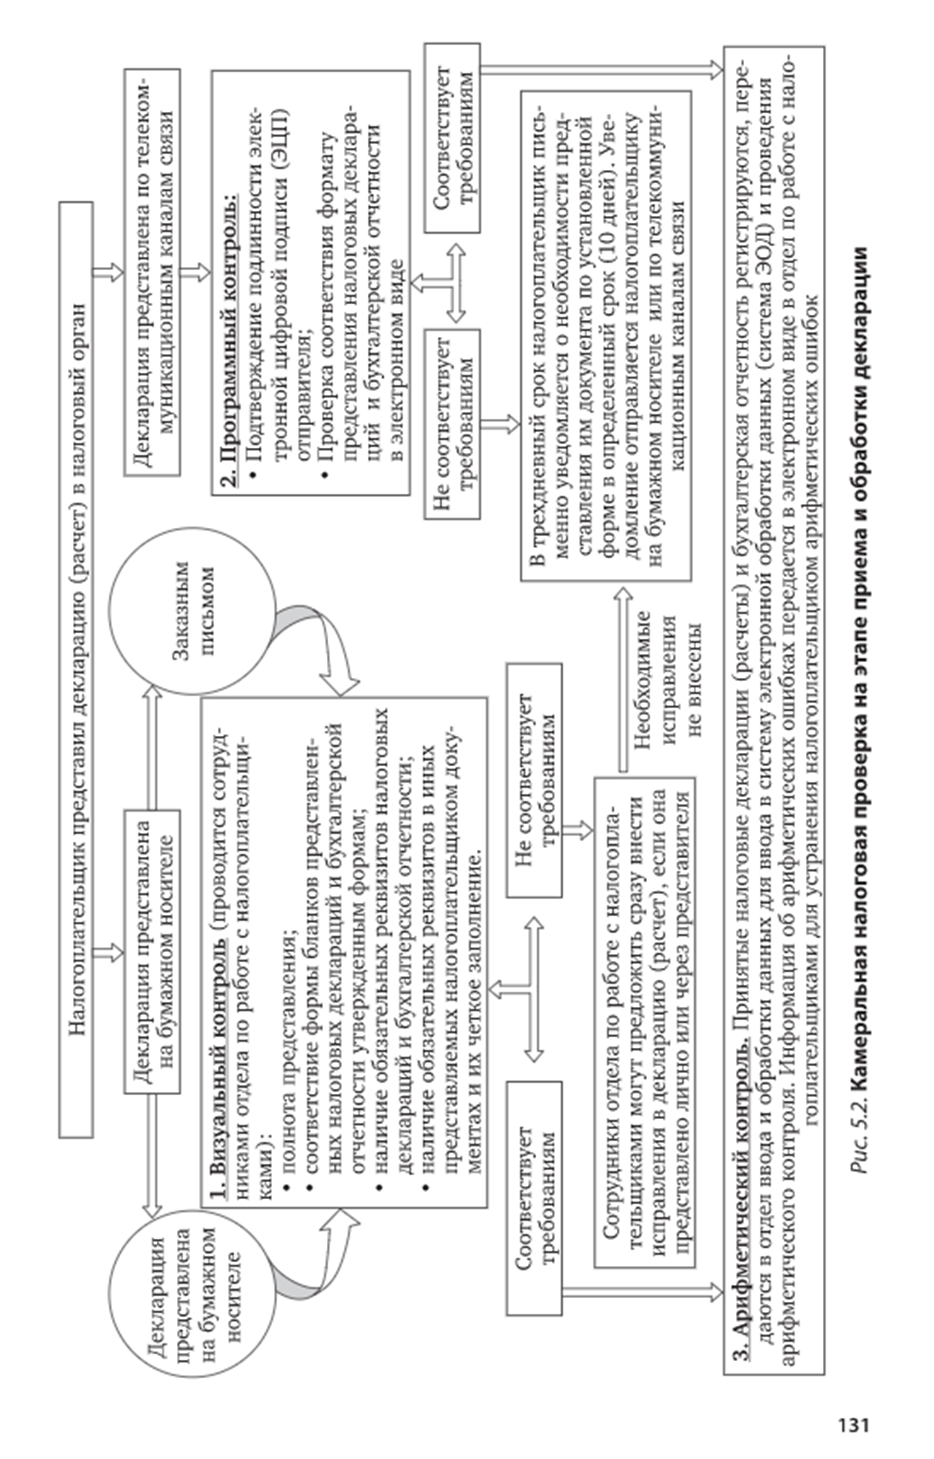 Налогоплательщик представил декларацию (расчет) в налоговый орган
Декларация представлена
на бумажном носителе
Декларация представлена по телеком-
муникационным каналам связи
Декларация
представлена
на бумажном
носителе
Заказным
письмом
1. Визуальный контроль (проводится сотруд-
никами отдела по работе с налогоплательщи-
ками):
• полнота представления;
• соответствие формы бланков представлен-
ных налоговых деклараций и бухгалтерской
отчетности утвержденным формам;
• наличие обязательных реквизитов налоговых
деклараций и бухгалтерской отчетности;
• наличие обязательных реквизитов в иных
представляемых налогоплательщиком доку-
ментах и их четкое заполнение.
2. Программный контроль:
• Подтверждение подлинности элек-
тронной цифровой подписи (ЭЦП)
отправителя;
• Проверка соответствия формату
представления налоговых деклара-
ций и бухгалтерской отчетности
в электронном виде
Соответствует
требованиям
Не соответствует
требованиям
Не соответствует
требованиям
Соответствует
требованиям
Сотрудники отдела по работе с налогопла-
тельщиками могут предложить сразу внести
исправления в декларацию (расчет), если она
представлено лично или через представителя
Необходимые
исправления
не внесены
В трехдневный срок налогоплательщик пись-
менно уведомляется о необходимости пред-
ставления им документа по установленной
форме в определенный срок (10 дней). Уве-
домление отправляется налогоплательщику
на бумажном носителе или по телекоммуни-
кационным каналам связи
3. Арифметический контроль. Принятые налоговые декларации (расчеты) и бухгалтерская отчетность регистрируются, пере-
даются в отдел ввода и обработки данных для ввода в систему электронной обработки данных (система ЭОД) и проведения
арифметического контроля. Информация об арифметических ошибках передается в электронном виде в отдел по работе с нало-
гоплательщиками для устранения налогоплательщиком арифметических ошибок
Рис. 5.2. Камеральная налоговая проверка на этапе приема и обработки декларации
131